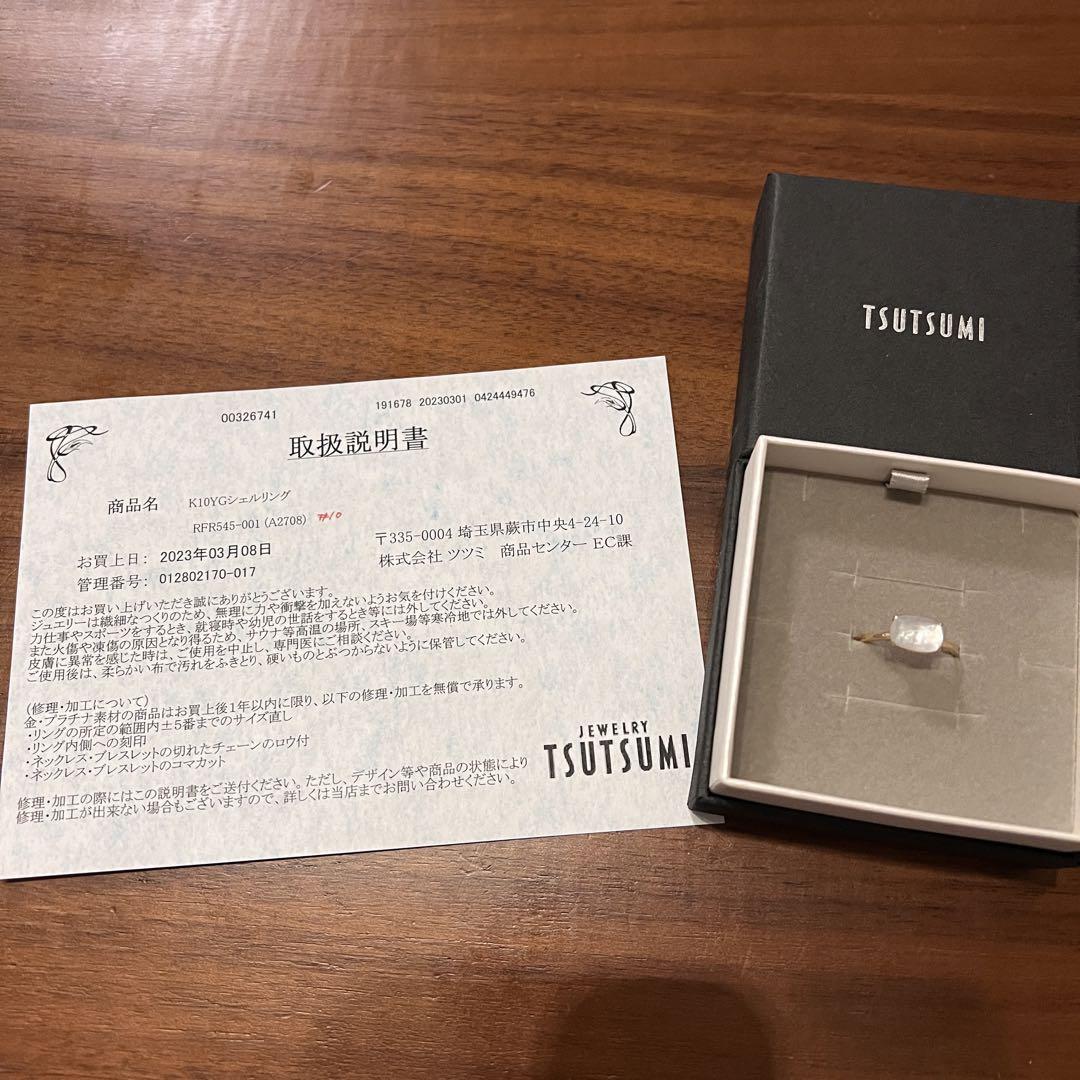 00326741
191678 20230301 0424449476
取扱説明書
商品名 K10YGシェルリング
RFR545-001 (A2708) #10
お買上日: 2023年03月08日
管理番号: 012802170-017
〒335-0004 埼玉県蕨市中央4-24-10
株式会社 ツツミ 商品センター EC課
この度はお買い上げいただき誠にありがとうございます。
ジュエリーは繊細なつくりのため、無理に力や衝撃を加えないようお気を付けください。
力仕事やスポーツをするとき、就寝時や幼児の世話をするとき等には外してください。
また火傷や凍傷の原因となり得るため、サウナ等高温の場所、スキー場等寒冷地では外してください。
皮膚に異常を感じた時は、ご使用を中止し、専門医にご相談ください。
ご使用後は、柔らかい布で汚れをふきとり、硬いものとぶつからないように保管してください。
(修理・加工について)
金・プラチナ素材の商品はお買上後1年以内に限り、以下の修理・加工を無償で承ります。
・リングの所定の範囲内±5番までのサイズ直し
・リング内側への刻印
・ネックレス・ブレスレットの切れたチェーンのロウ付
・ネックレス・ブレスレットのコマカット
修理・加工の際にはこの説明書をご送付ください。ただし、デザイン等や商品の状態により
修理・加工が出来ない場合もございますので、詳しくは当店までお問い合わせください。
JEWELRY
TSUTSUMI
TSUTSUMI